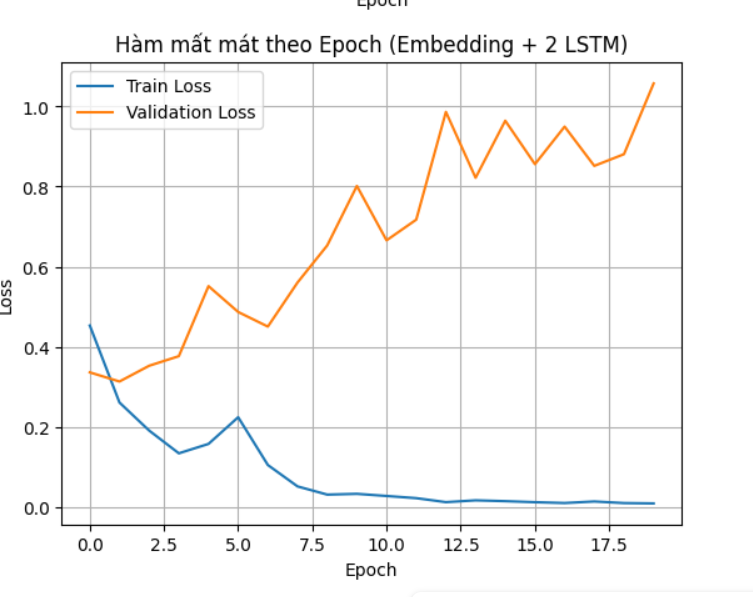 Epoch
Hàm mất mát theo Epoch (Embedding + 2 LSTM)
Train Loss
Validation Loss
1.0
0.8
0.6
0.4
0.2
0.0
Loss
0.0 2.5 5.0 7.5 10.0 12.5 15.0 17.5
Epoch